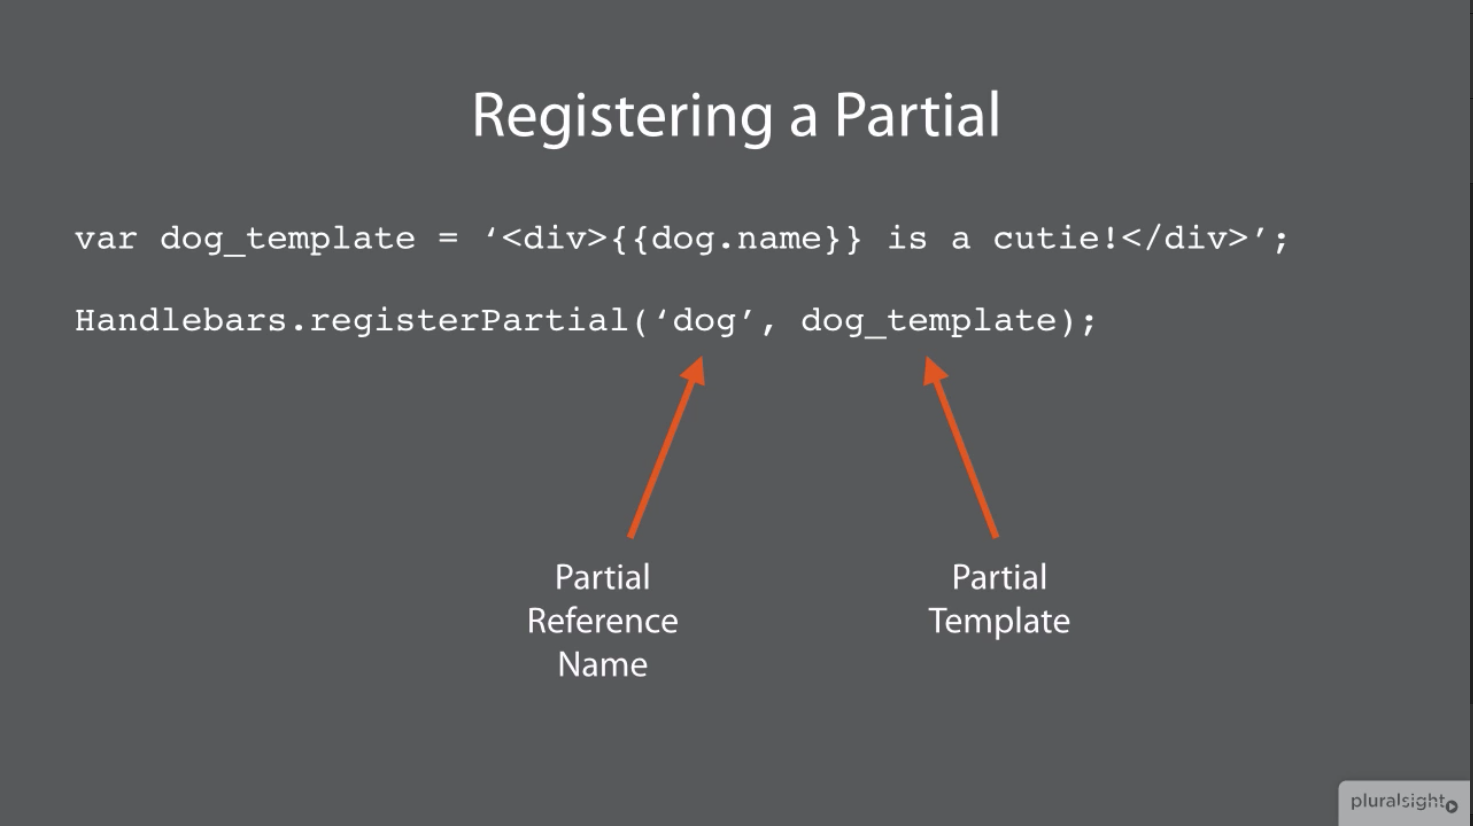 Registering a Partial
var dog_template = ‘<div>{{dog.name}} is a cutie!</div>’;
Handlebars.registerPartial(‘dog’, dog_template);
Partial
Reference
Name
Partial
Template
pluralsight